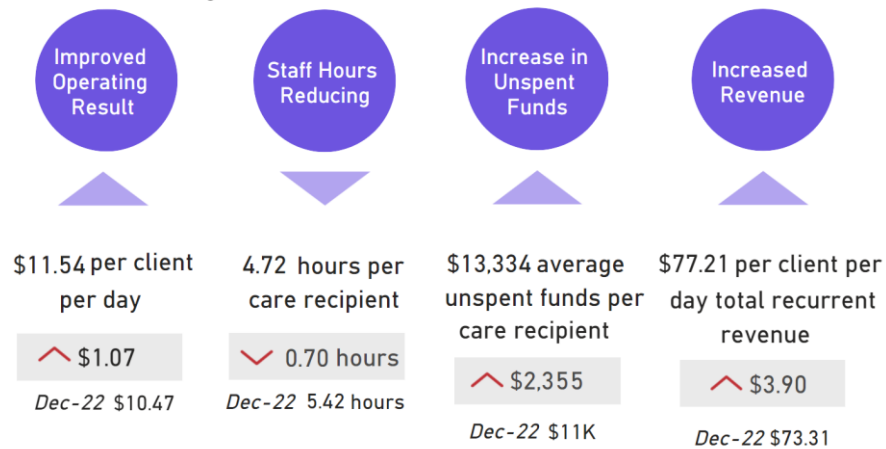 Improved
Operating
Result
Staff Hours
Reducing
Increase in
Unspent
Funds
Increased
Revenue
$11.54 per client
per day
$1.07
Dec-22 $10.47
4.72 hours per
care recipient
0.70 hours
Dec-22 5.42 hours
$13,334 average
unspent funds per
care recipient
$2,355
Dec-22 $11K
$77.21 per client per
day total recurrent
revenue
$3.90
Dec-22 $73.31